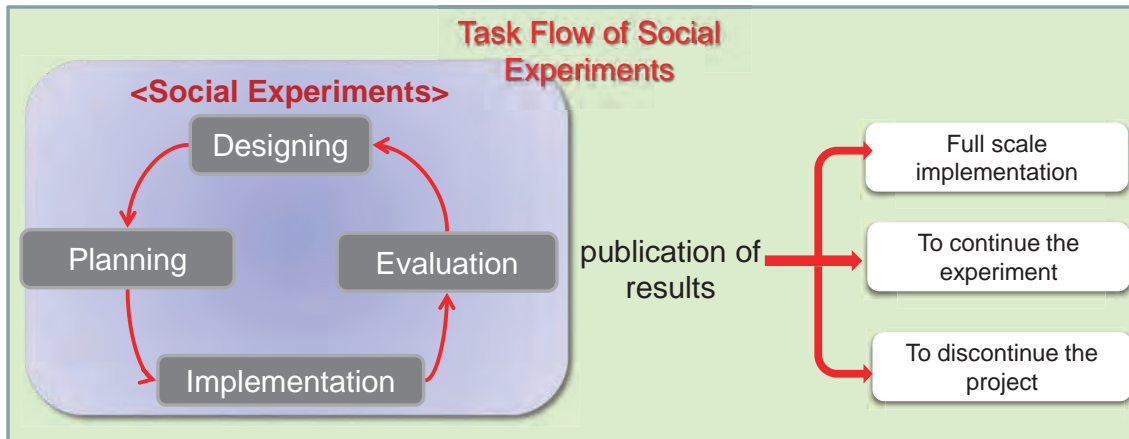 Task Flow of Social
Experiments
<Social Experiments>
Designing
Planning
Evaluation
Implementation
publication of
results
Full scale
implementation
To continue the
experiment
To discontinue the
project